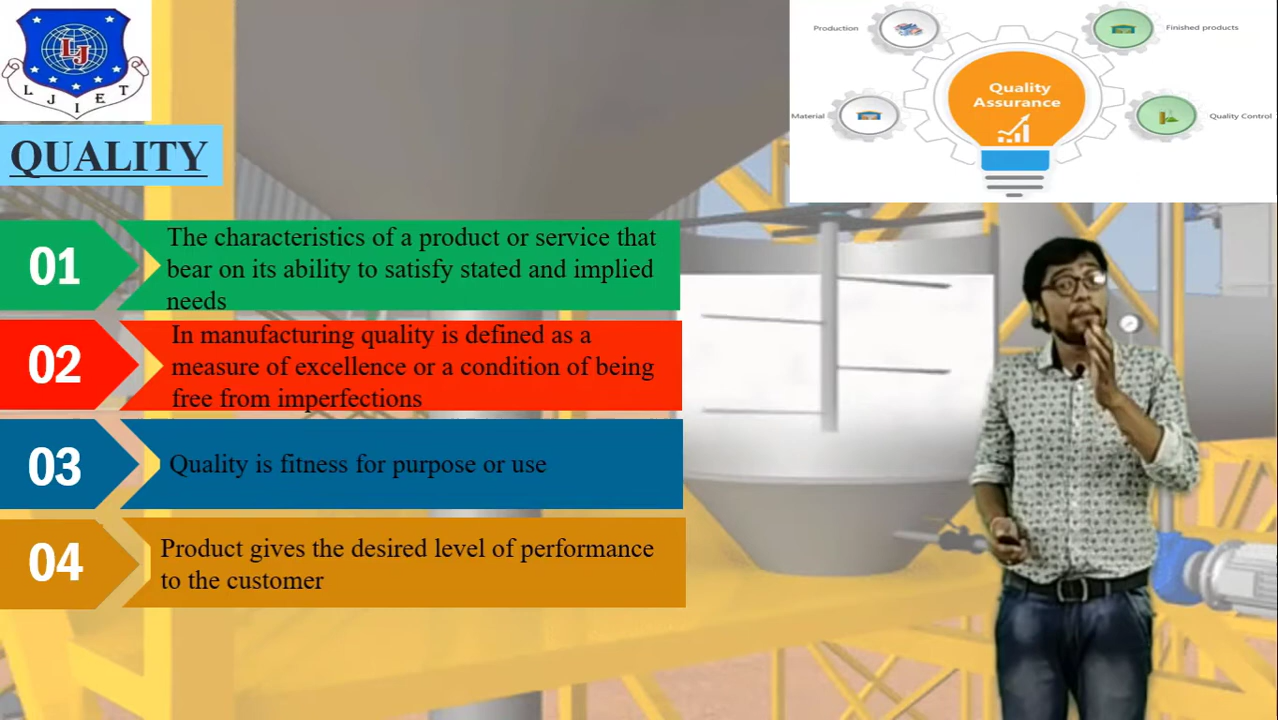 LJ
LJIET
QUALITY
Production
Finished products
Quality
Assurance
Material
Quality Control
01
The characteristics of a product or service that
bear on its ability to satisfy stated and implied
needs
02
In manufacturing quality is defined as a
measure of excellence or a condition of being
free from imperfections
03
Quality is fitness for purpose or use
04
Product gives the desired level of performance
to the customer